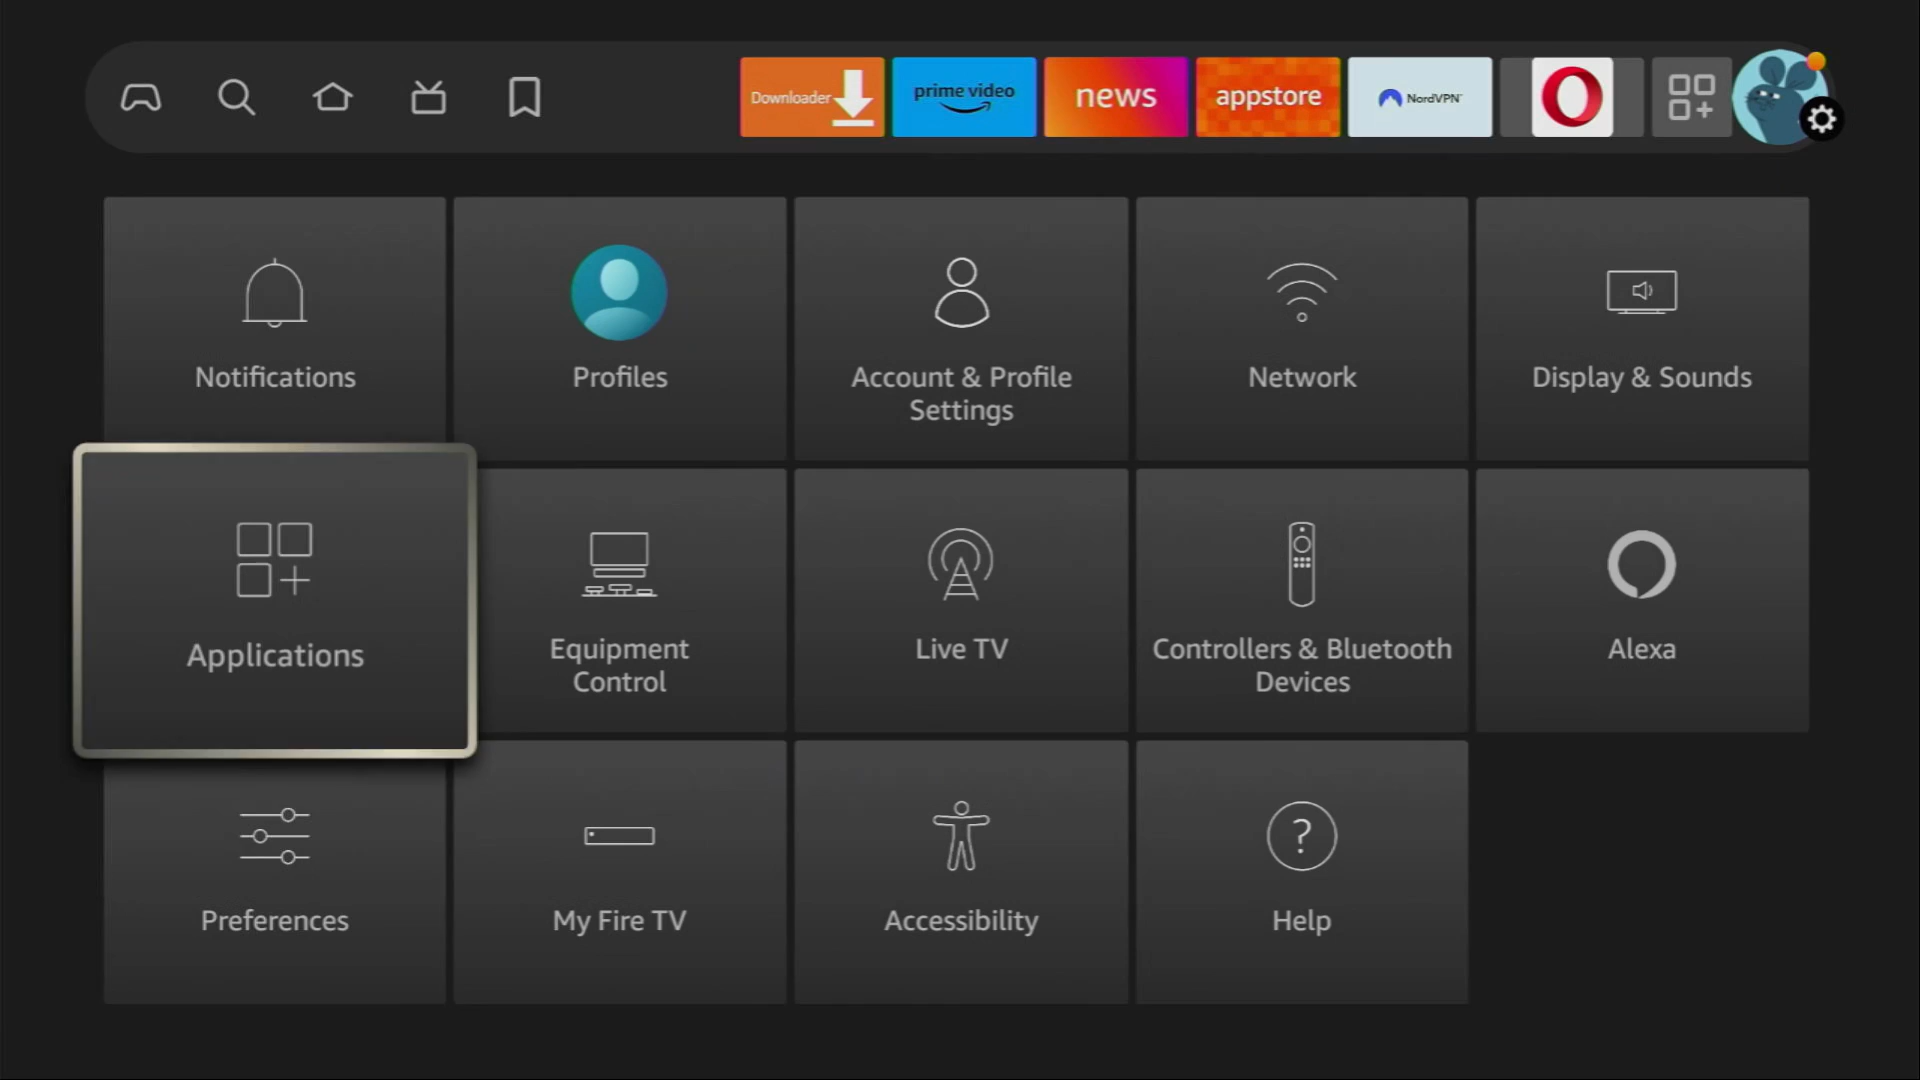 Downloader
prime video
news
appstore
NordVPN
Notifications
Profiles
Account & Profile
Settings
Network
Display & Sounds
Applications
Equipment
Control
Live TV
Controllers & Bluetooth
Devices
Alexa
Preferences
My Fire TV
Accessibility
?
Help